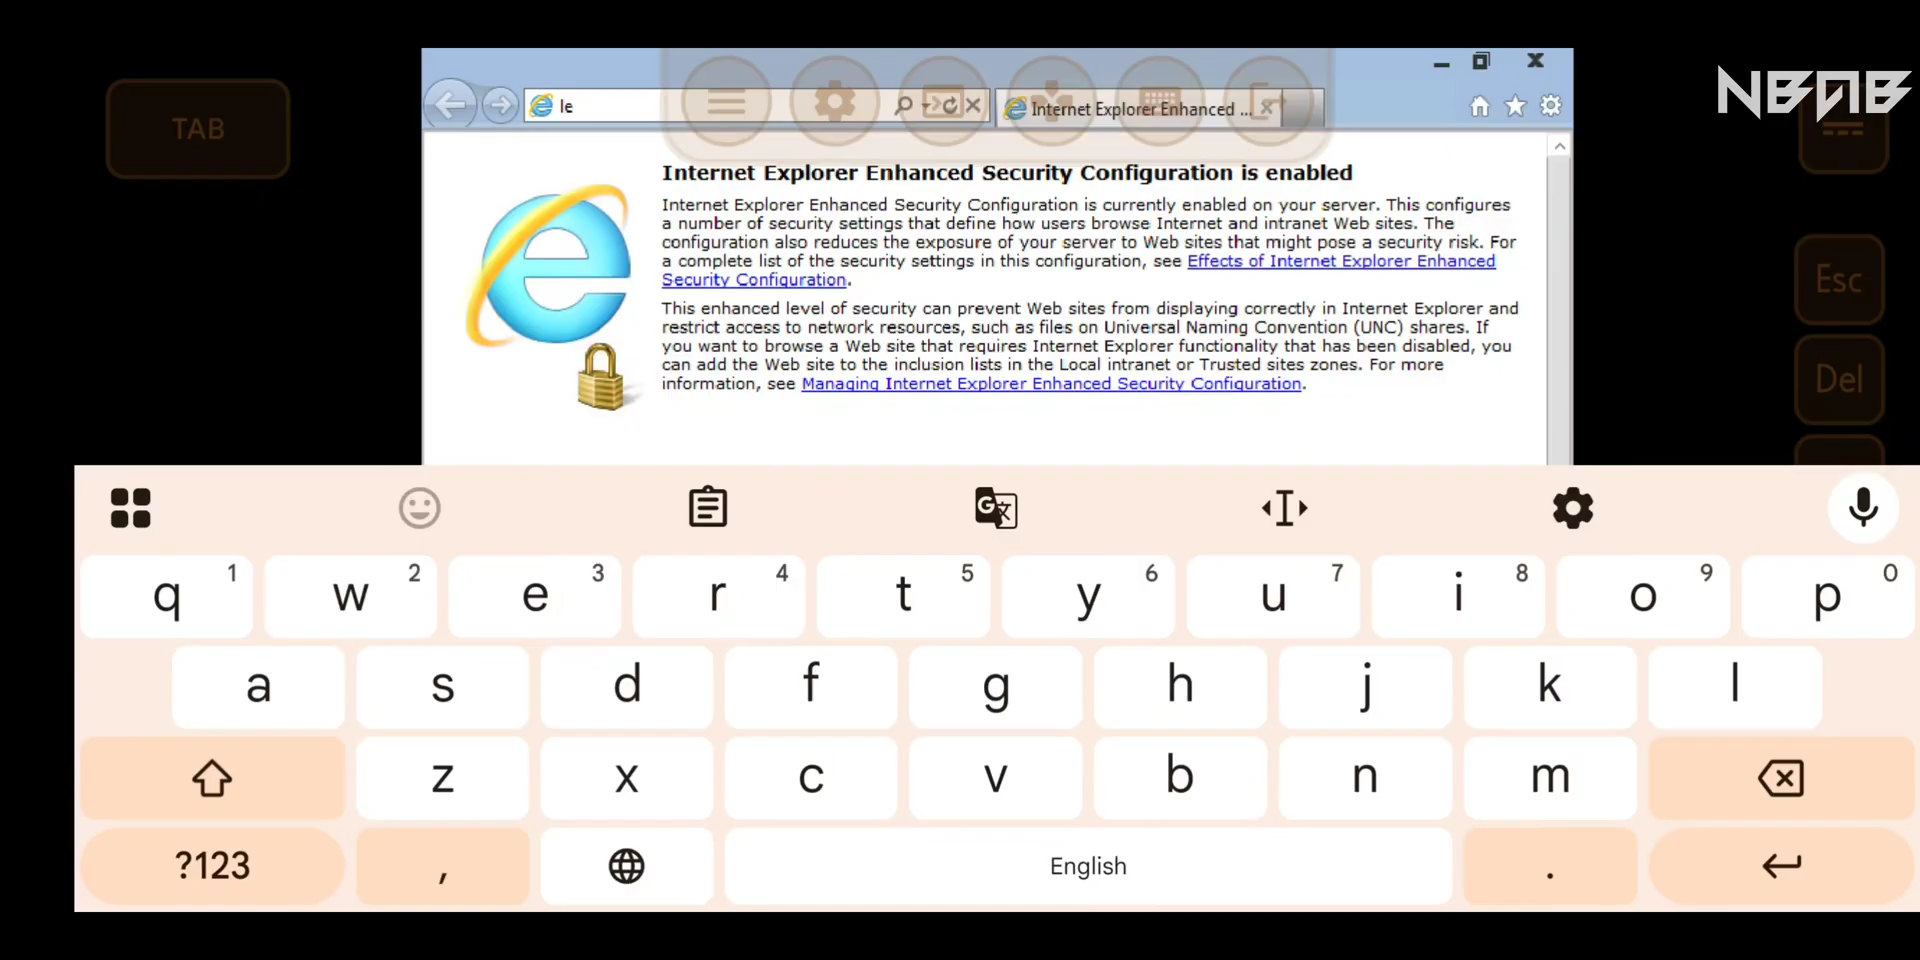 TAB
le
Internet Explorer Enhanced ...
NBAB
Internet Explorer Enhanced Security Configuration is enabled
Internet Explorer Enhanced Security Configuration is currently enabled on your server. This configures
a number of security settings that define how users browse Internet and intranet Web sites. The
configuration also reduces the exposure of your server to Web sites that might pose a security risk. For
a complete list of the security settings in this configuration, see Effects of Internet Explorer Enhanced
Security Configuration.
This enhanced level of security can prevent Web sites from displaying correctly in Internet Explorer and
restrict access to network resources, such as files on Universal Naming Convention (UNC) shares. If
you want to browse a Web site that requires Internet Explorer functionality that has been disabled, you
can add the Web site to the inclusion lists in the Local intranet or Trusted sites zones. For more
information, see Managing Internet Explorer Enhanced Security Configuration.
Esc
Del
q 1 w 2 e 3 r 4 t 5 y 6 u 7 i 8 o 9 p 0
a s d f g h j k l
z x c v b n m
?123 , English .